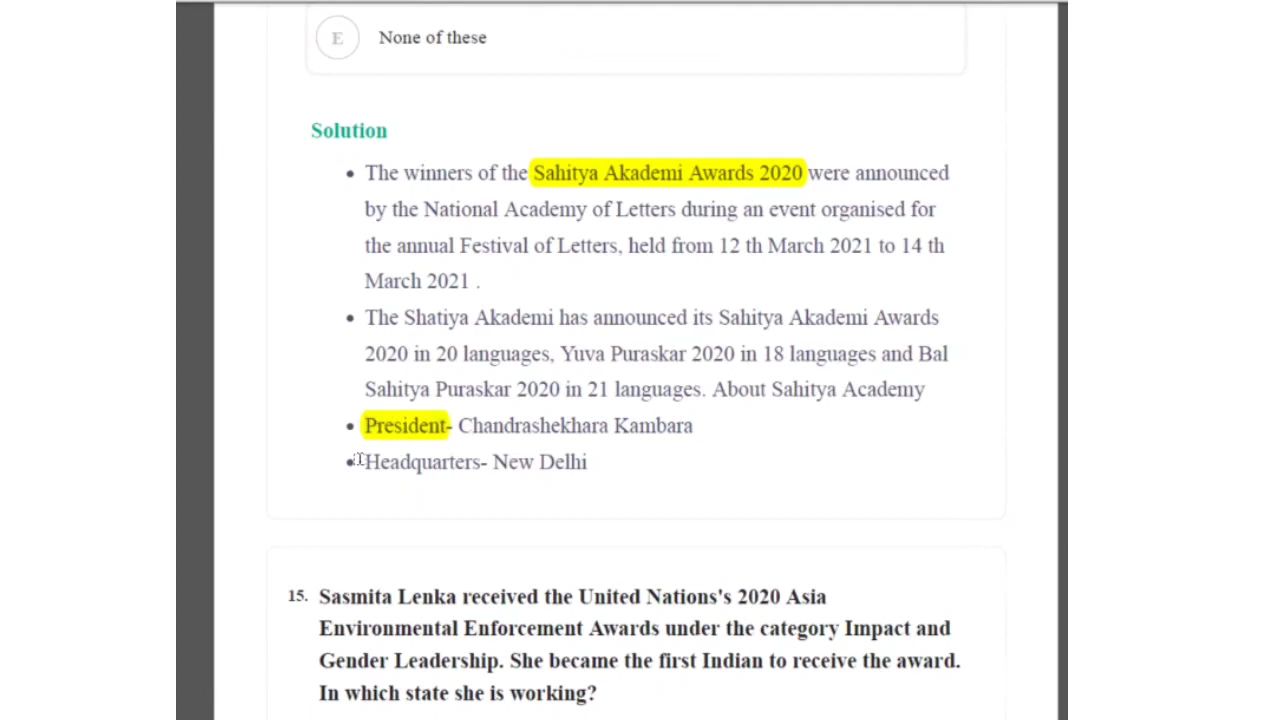 E None of these
Solution
• The winners of the Sahitya Akademi Awards 2020 were announced
by the National Academy of Letters during an event organised for
the annual Festival of Letters, held from 12 th March 2021 to 14 th
March 2021 .
• The Shatiya Akademi has announced its Sahitya Akademi Awards
2020 in 20 languages, Yuva Puraskar 2020 in 18 languages and Bal
Sahitya Puraskar 2020 in 21 languages. About Sahitya Academy
• President- Chandrashekhara Kambara
• Headquarters- New Delhi
15. Sasmita Lenka received the United Nations's 2020 Asia
Environmental Enforcement Awards under the category Impact and
Gender Leadership. She became the first Indian to receive the award.
In which state she is working?